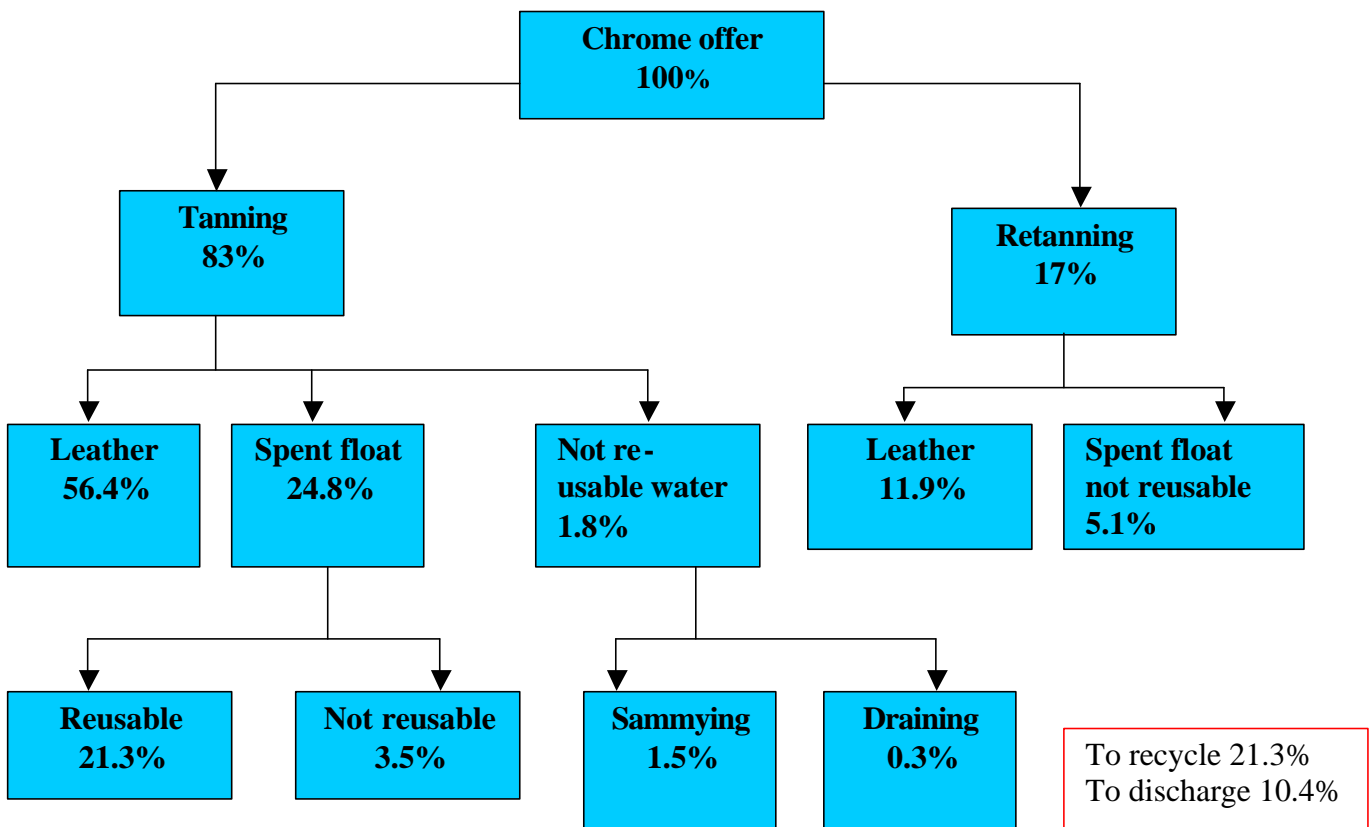 Chrome offer
100%
Tanning
83%
Retanning
17%
Leather
56.4%
Spent float
24.8%
Not re-
usable water
1.8%
Leather
11.9%
Spent float
not reusable
5.1%
Reusable
21.3%
Not reusable
3.5%
Sammying
1.5%
Draining
0.3%
To recycle 21.3%
To discharge 10.4%